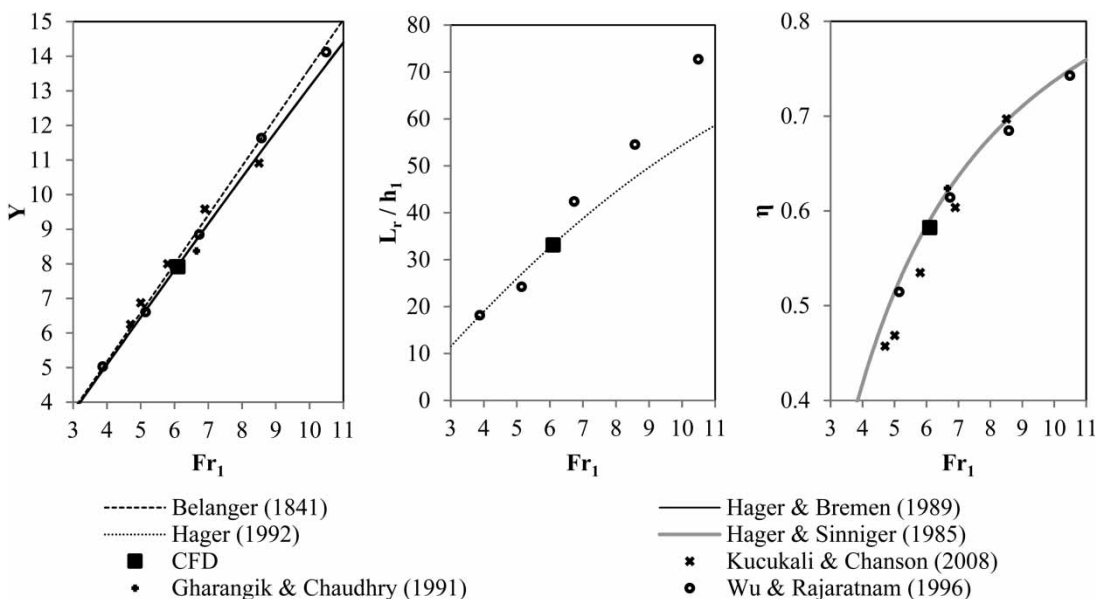 15
14
13
12
11
10
9
8
7
6
5
4
Y
3 4 5 6 7 8 9 10 11
Fr1
80
70
60
50
40
30
20
10
0
Lr / h1
3 4 5 6 7 8 9 10 11
Fr1
0.8
0.7
0.6
0.5
0.4
η
3 4 5 6 7 8 9 10 11
Fr1
Belanger (1841)
Hager & Bremen (1989)
Hager (1992)
Hager & Sinniger (1985)
CFD
Kucukali & Chanson (2008)
Gharangik & Chaudhry (1991)
Wu & Rajaratnam (1996)